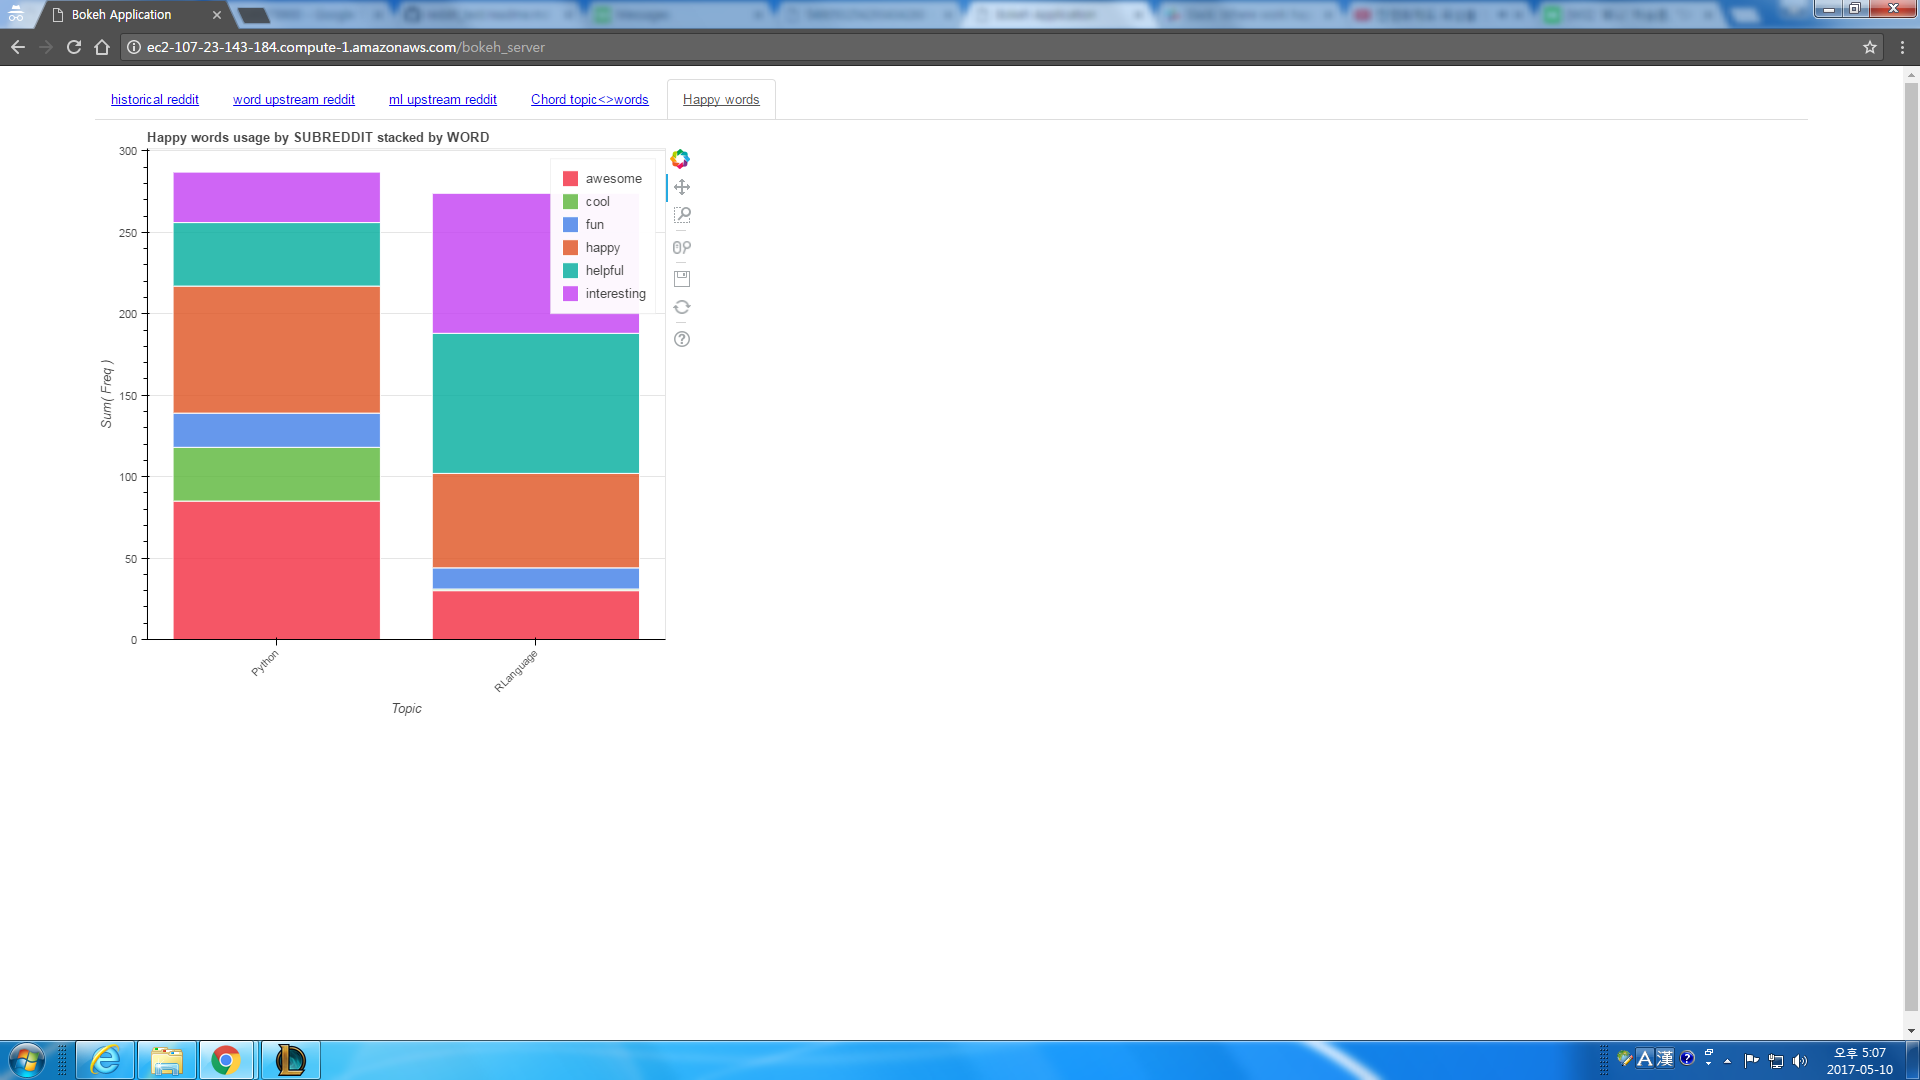 Bokeh Application
ec2-107-23-143-184.compute-1.amazonaws.com/bokeh_server
historical reddit
word upstream reddit
ml upstream reddit
Chord topic<>words
Happy words
Happy words usage by SUBREDDIT stacked by WORD
300
250
200
150
100
50
0
Sum( Freq )
awesome
cool
fun
happy
helpful
interesting
Python
RLanguage
Topic
A 漢
오후 5:07
2017-05-10